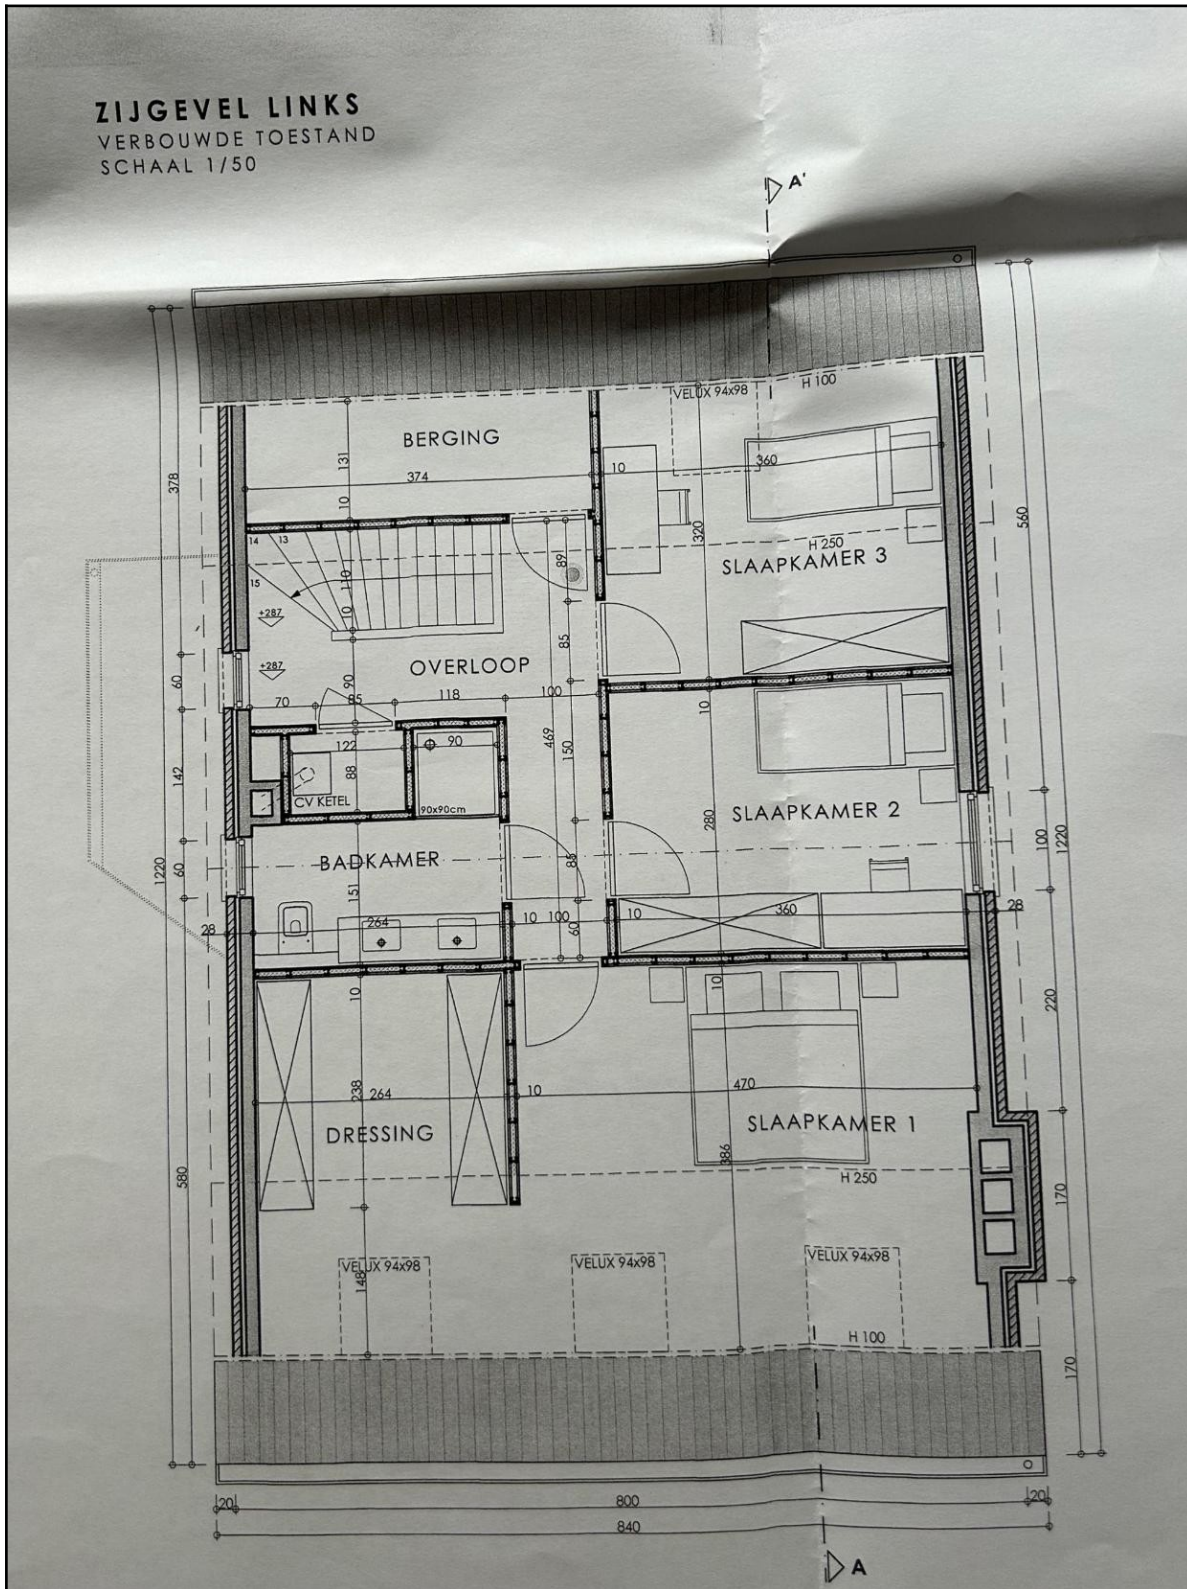 ZIJGEVEL LINKS
VERBOUWDE TOESTAND
SCHAAL 1/50
A'
VELUX 94x98
H 100
BERGING
131
374
10
360
378
10
320
560
14
13
89
H 250
SLAAPKAMER 3
15
110
10
+287
85
+287
OVERLOOP
60
90
70
85
118
100
10
469
150
122
90
142
88
CV KETEL
90x90cm
280
SLAAPKAMER 2
BADKAMER
85
100
1220
1220
60
151
264
10
100
10
360
28
28
60
10
10
220
238
264
10
470
DRESSING
SLAAPKAMER 1
386
580
H 250
170
VELUX 94x98
VELUX 94x98
VELUX 94x98
148
H 100
170
20
800
20
840
A